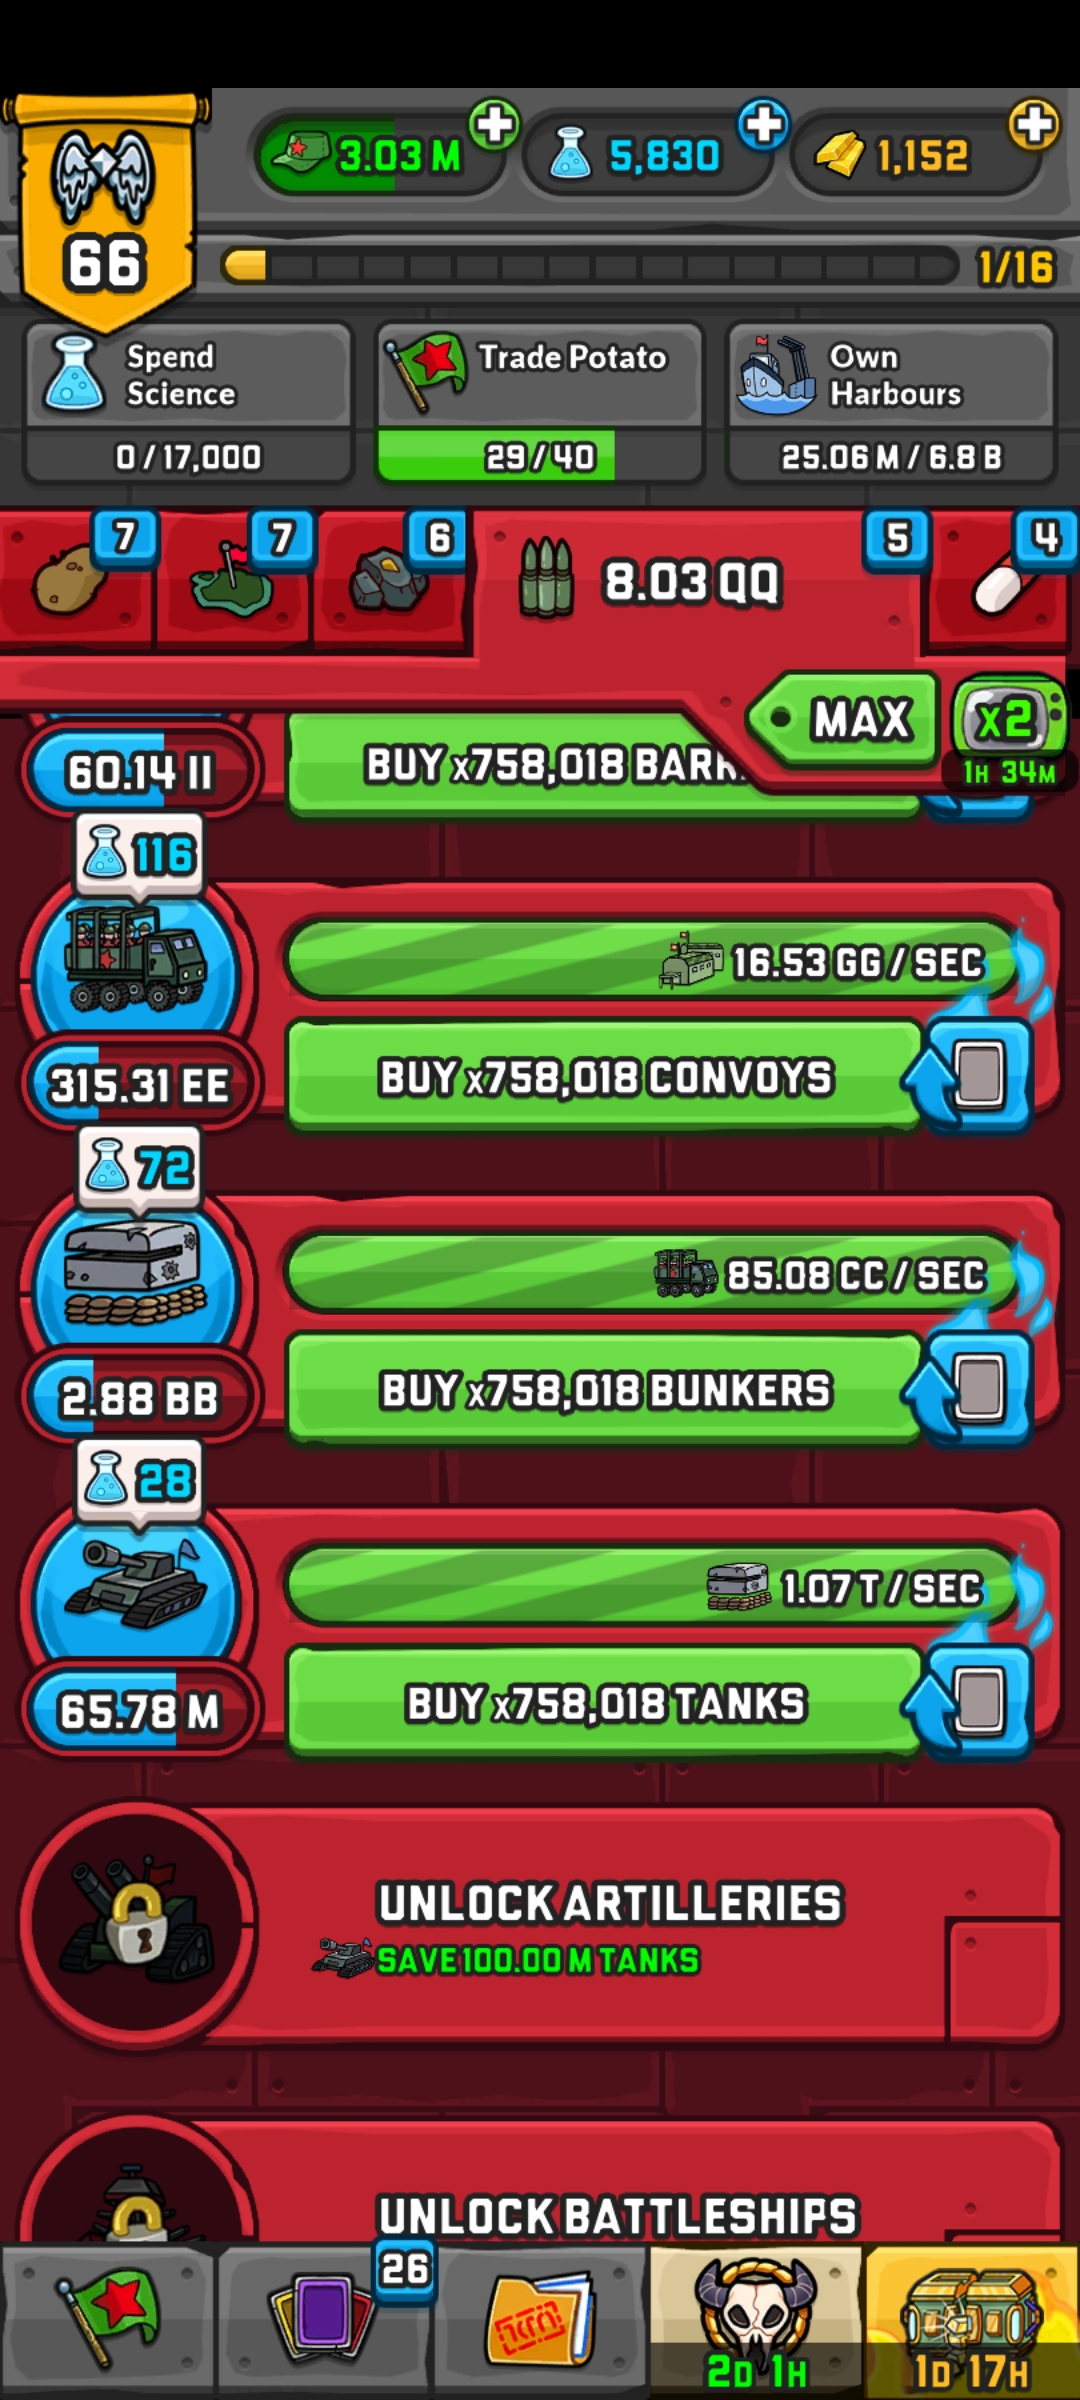 3.03 M
5,830
1,152
66
1/16
Spend
Science
0 / 17,000
Trade Potato
29 / 40
Own
Harbours
25.06 M / 6.8 B
7
7
6
8.03 QQ
5
4
MAX
x2
1H 34M
60.14 II
BUY x758,018 BARR
116
16.53 GG / SEC
315.31 EE
BUY x758,018 CONVOYS
72
85.08 CC / SEC
2.88 BB
BUY x758,018 BUNKERS
28
1.07 T / SEC
65.78 M
BUY x758,018 TANKS
UNLOCK ARTILLERIES
SAVE 100.00 M TANKS
UNLOCK BATTLESHIPS
26
2D 1H
1D 17H